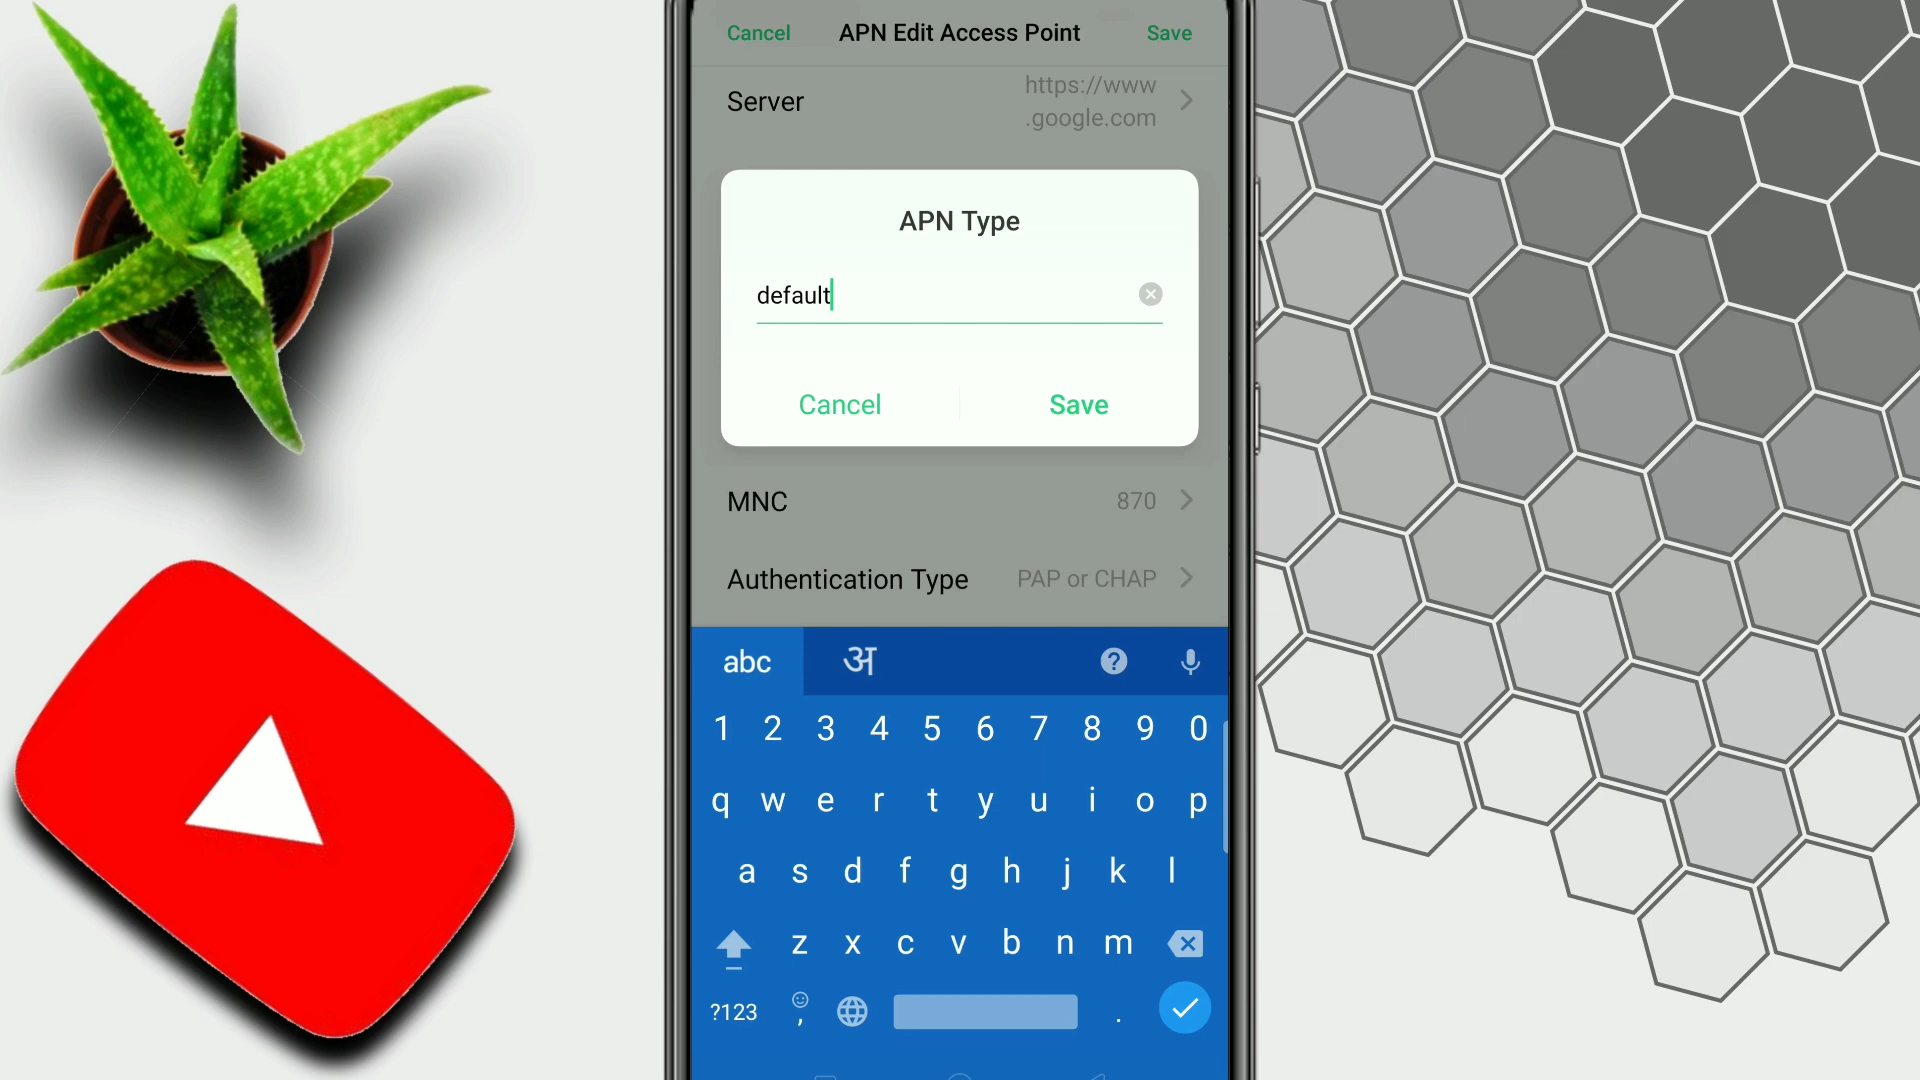 Cancel APN Edit Access Point Save
Server https://www
.google.com
APN Type
default
Cancel Save
MNC 870
Authentication Type PAP or CHAP
abc अ
1 2 3 4 5 6 7 8 9 0
q w e r t y u i o p
a s d f g h j k l
z x c v b n m
?123 , .